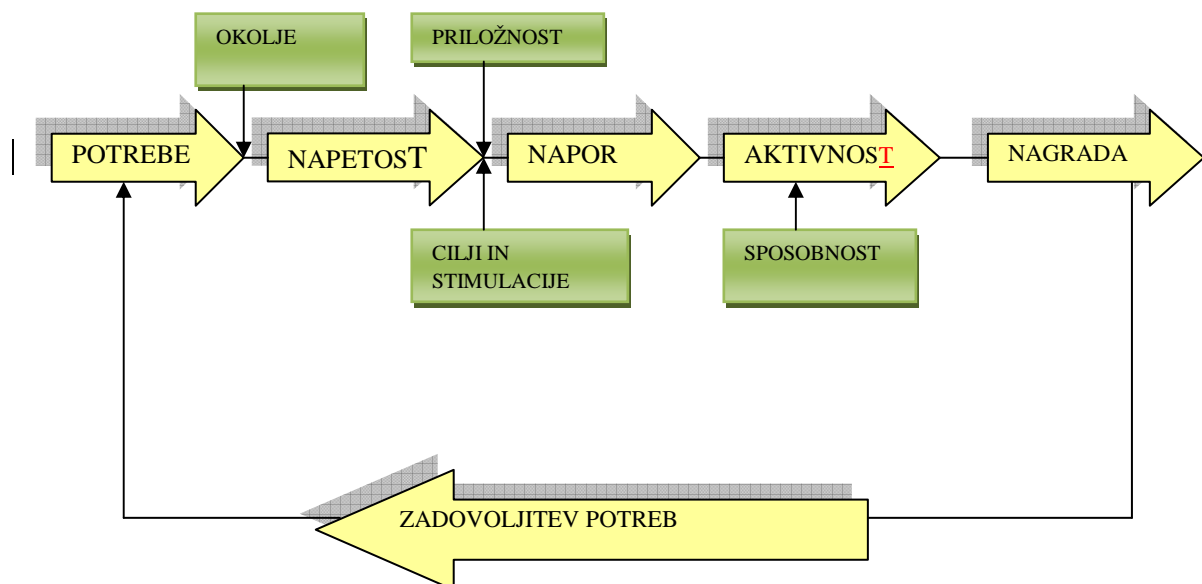 OKOLJE
PRILOŽNOST
POTREBE
NAPETOST
NAPOR
AKTIVNOST
NAGRADA
CILJI IN
STIMULACIJE
SPOSOBNOST
ZADOVOLJITEV POTREB